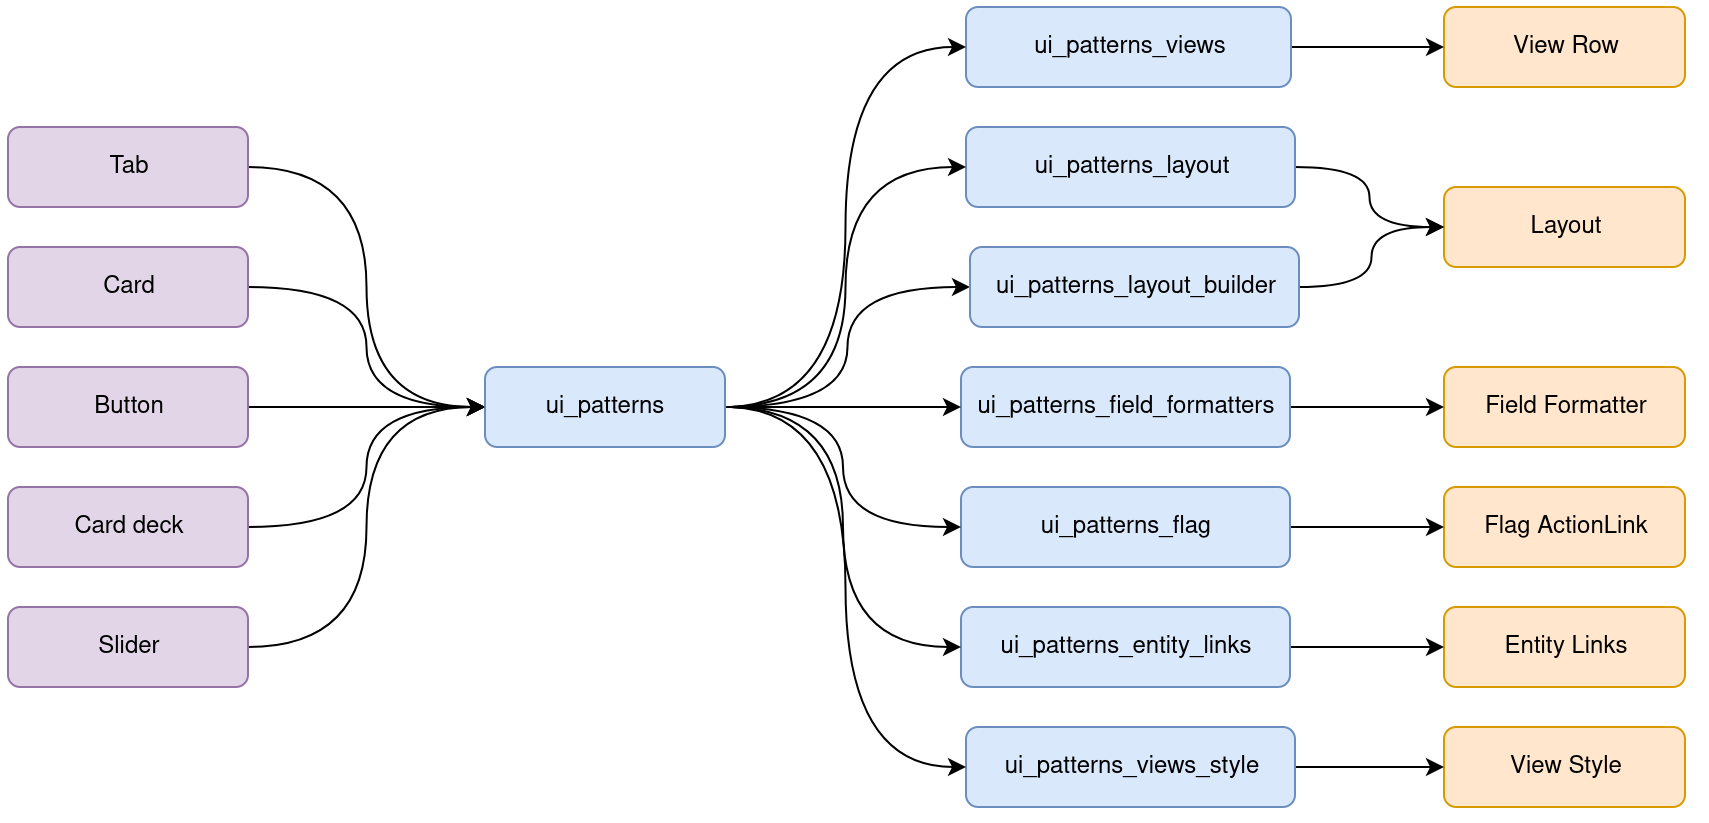 Tab
Card
Button
Card deck
Slider
ui_patterns
ui_patterns_views
ui_patterns_layout
ui_patterns_layout_builder
ui_patterns_field_formatters
ui_patterns_flag
ui_patterns_entity_links
ui_patterns_views_style
View Row
Layout
Field Formatter
Flag ActionLink
Entity Links
View Style